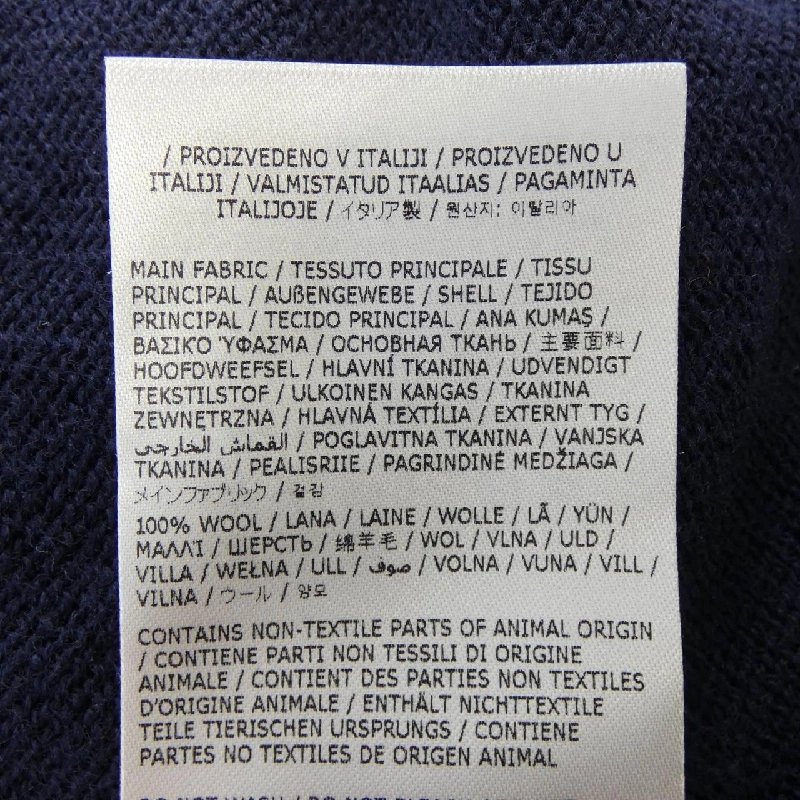 / PROIZVEDENO V ITALIJI / PROIZVEDENO U
ITALIJI / VALMISTATUD ITAALIAS / PAGAMINTA
ITALIJOJE / イタリア製 / 원산지: 이탈리아
MAIN FABRIC / TESSUTO PRINCIPALE / TISSU
PRINCIPAL / AUßENGEWEBE / SHELL / TEJIDO
PRINCIPAL / TECIDO PRINCIPAL / ANA KUMAŞ /
ΒΑΣΙΚΟ ΎΦΑΣΜΑ / ОСНОВНАЯ ТКАНЬ / 主要面料 /
HOOFDWEEFSEL / HLAVNÍ TKANINA / UDVENDIGT
TEKSTILSTOF / ULKOINEN KANGAS / TKANINA
ZEWNĘTRZNA / HLAVNÁ TEXTÍLIA / EXTERNT TYG /
القماش الخارجي / POGLAVITNA TKANINA / VANJSKA
TKANINA / PEALISRIIE / PAGRINDINĖ MEDŽIAGA /
メインファブリック / 겉감
100% WOOL / LANA / LAINE / WOLLE / LÃ / YÜN /
ΜΑΛΛΊ / ШЕРСТЬ / 绵羊毛 / WOL / VLNA / ULD /
VILLA / WEŁNA / ULL / صوف / VOLNA / VUNA / VILL /
VILNA / ウール / 양모
CONTAINS NON-TEXTILE PARTS OF ANIMAL ORIGIN
/ CONTIENE PARTI NON TESSILI DI ORIGINE
ANIMALE / CONTIENT DES PARTIES NON TEXTILES
D'ORIGINE ANIMALE / ENTHÄLT NICHTTEXTILE
TEILE TIERISCHEN URSPRUNGS / CONTIENE
PARTES NO TEXTILES DE ORIGEN ANIMAL